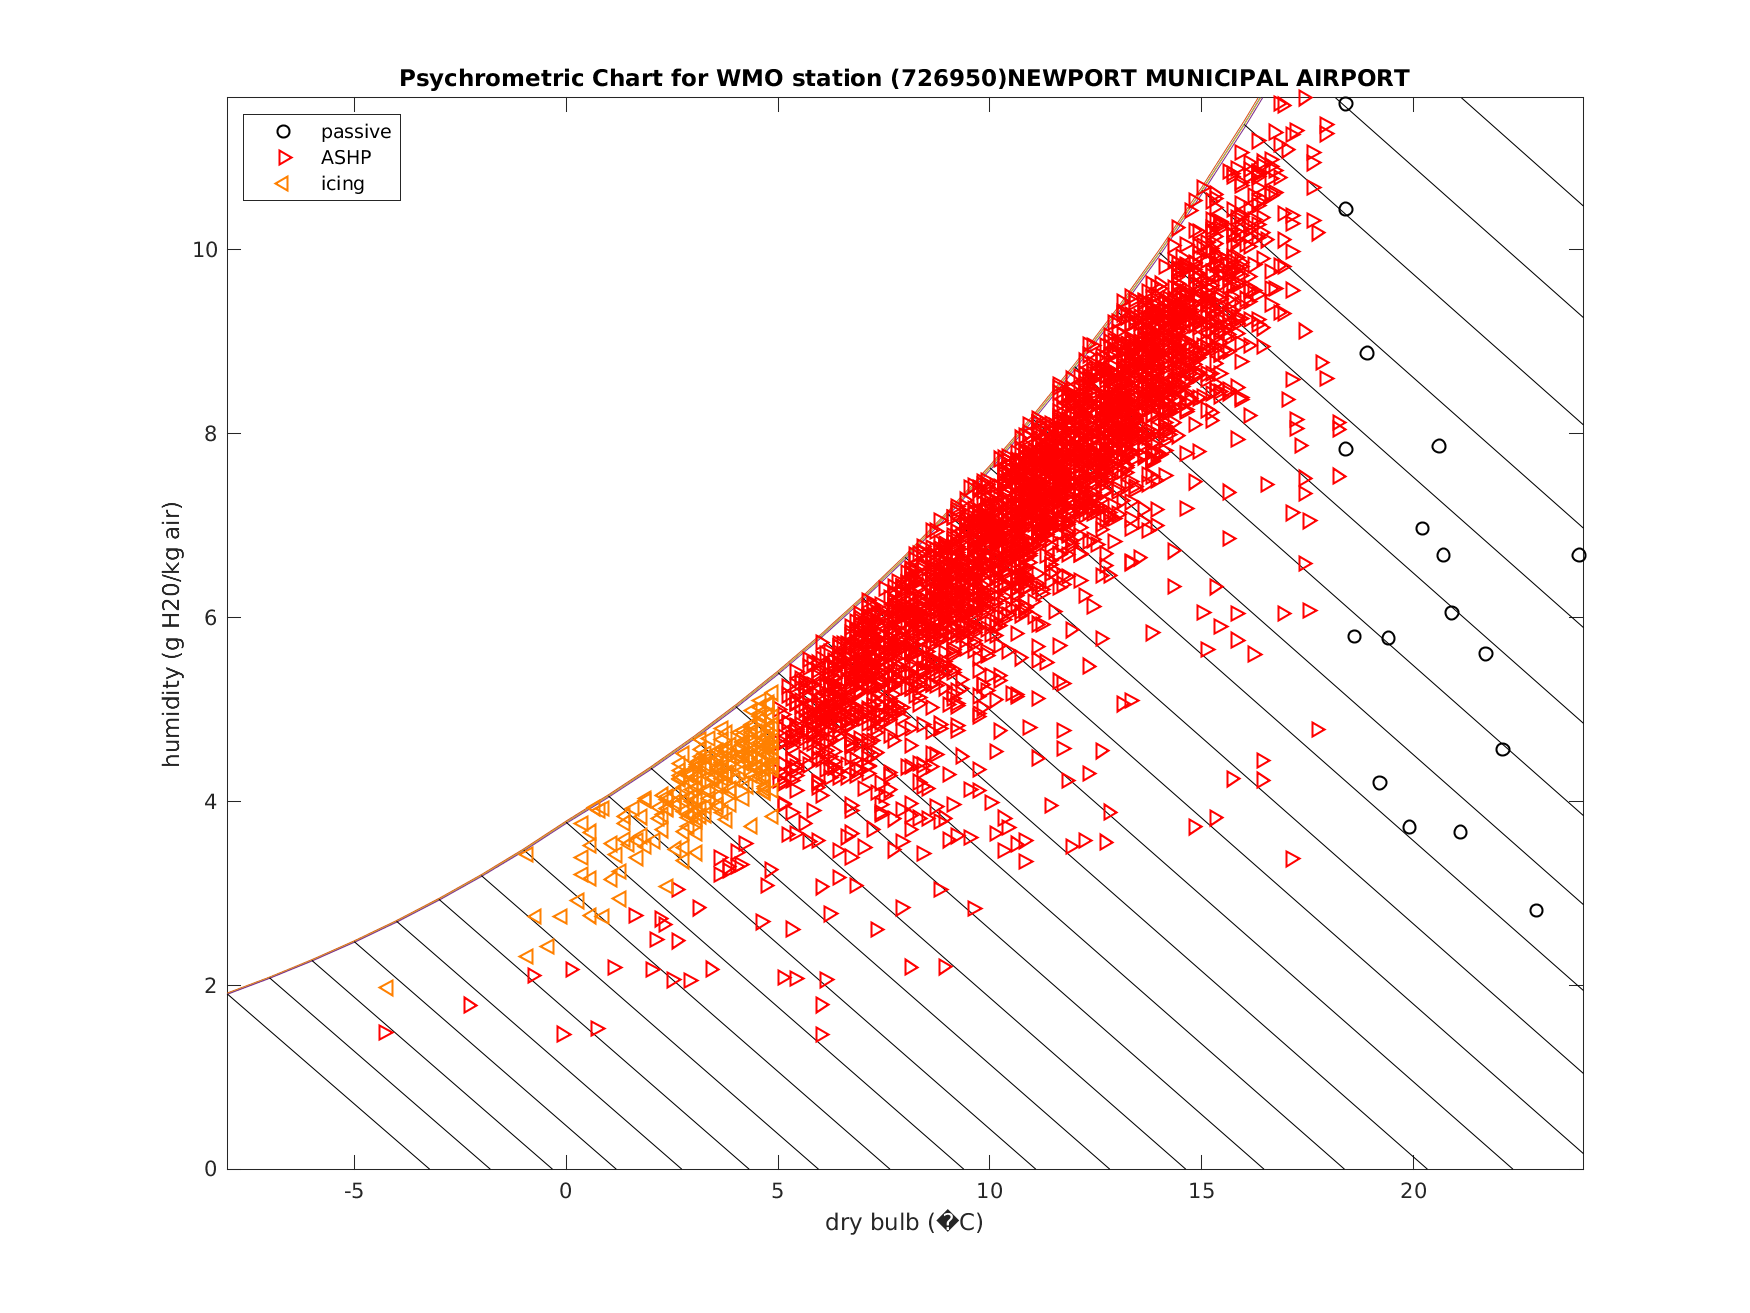 Psychrometric Chart for WMO station (726950)NEWPORT MUNICIPAL AIRPORT
passive
ASHP
icing
humidity (g H20/kg air)
10
8
6
4
2
0
-5 0 5 10 15 20
dry bulb (�C)